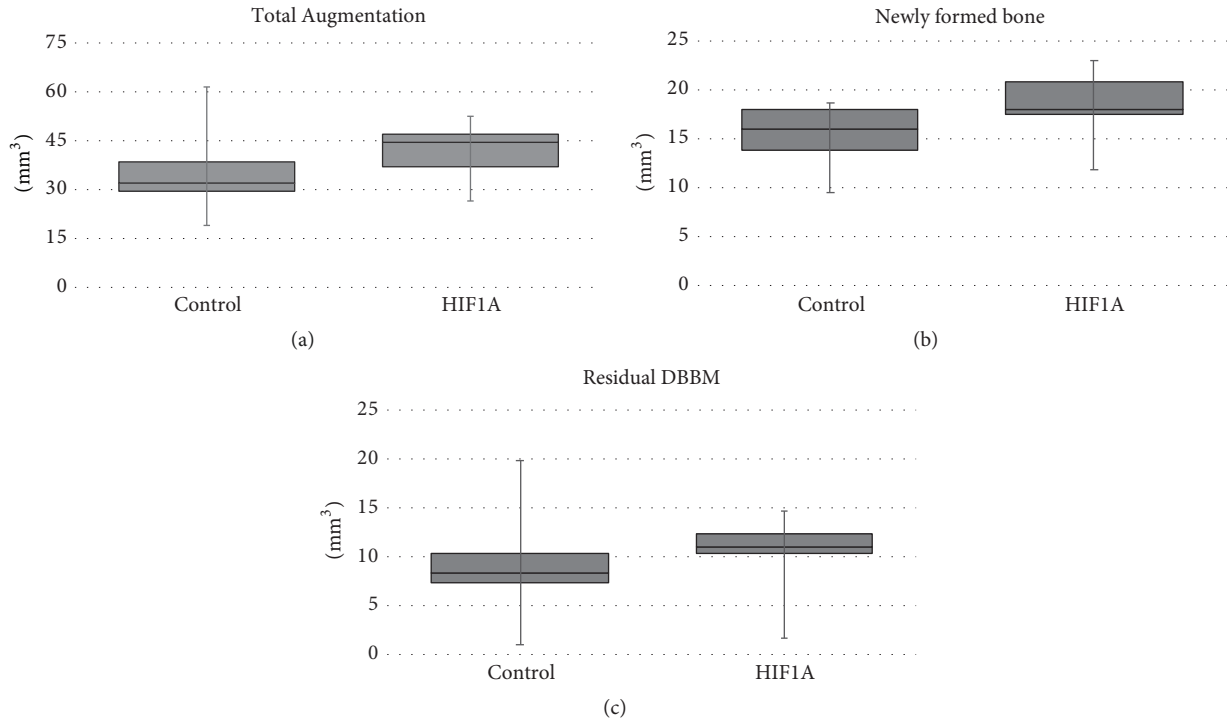 Total Augmentation
75
60
45
30
15
0
(mm³)
Control HIF1A
(a)
Newly formed bone
25
20
15
10
5
0
(mm³)
Control HIF1A
(b)
Residual DBBM
25
20
15
10
5
0
(mm³)
Control HIF1A
(c)